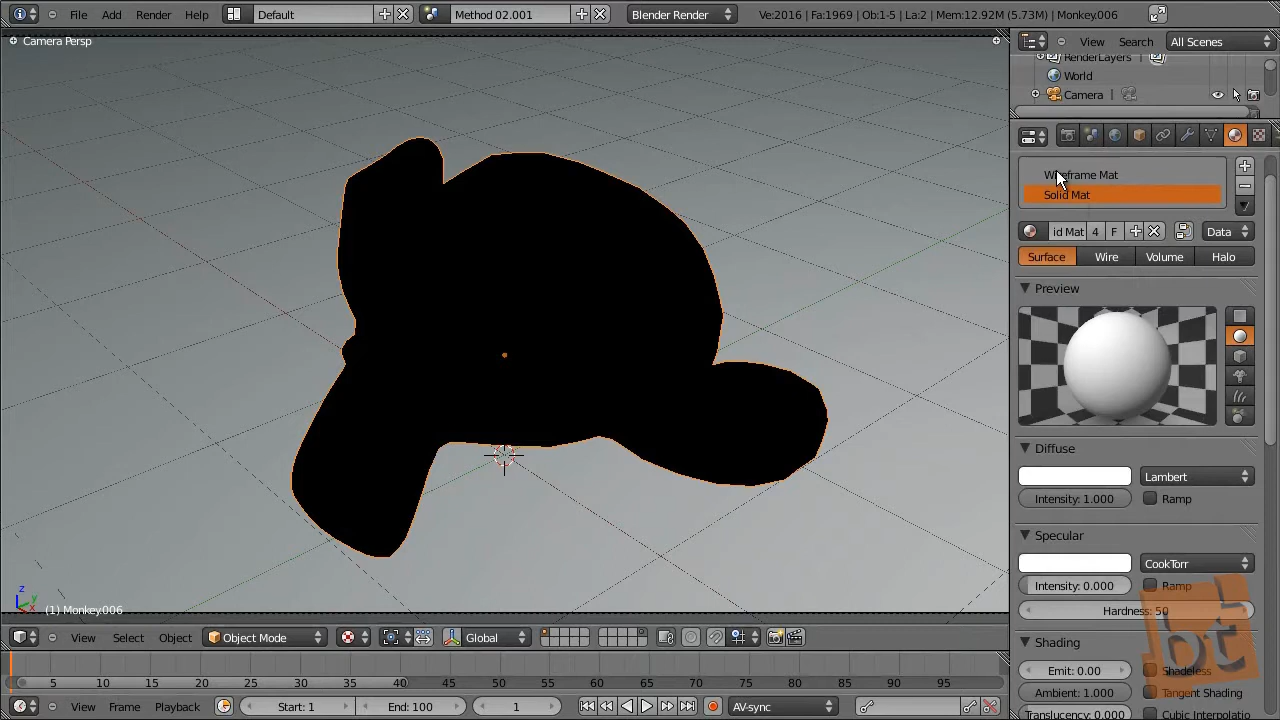 File Add Render Help Default Method 02.001 Blender Render Ve:2016 | Fa:1969 | Ob:1-5 | La:2 | Mem:12.92M (5.73M) | Monkey.006
Camera Persp
View Search All Scenes
RenderLayers
World
Camera
Wireframe Mat
Solid Mat
id Mat 4 F Data
Surface Wire Volume Halo
Preview
Diffuse
Lambert
Intensity: 1.000 Ramp
Specular
CookTorr
Intensity: 0.000 Ramp
Hardness: 50
Shading
Emit: 0.00 Shadeless
Ambient: 1.000 Tangent Shading
Translucency: 0.000 Cubic Interpolatio
bt
z
y
x
(1) Monkey.006
View Select Object Object Mode Global
5 10 15 20 25 30 35 40 45 50 55 60 65 70 75 80 85 90 95
View Frame Playback Start: 1 End: 100 1 AV-sync